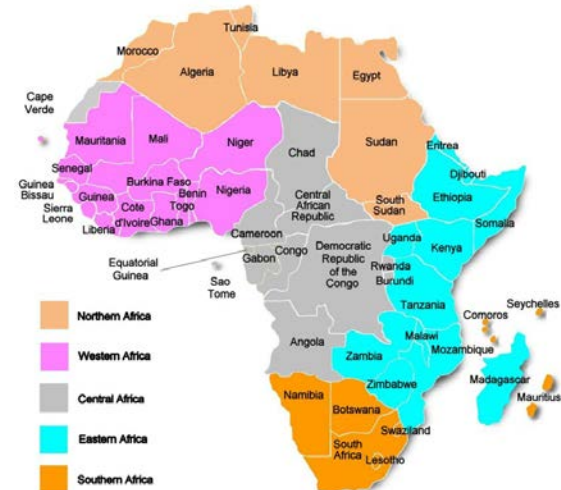 Tunisia
Morocco
Algeria
Libya
Egypt
Cape
Verde
Mauritania
Mali
Niger
Chad
Sudan
Eritrea
Senegal
Guinea
Bissau
Guinea
Burkina Faso
Benin
Togo
Nigeria
Djibouti
Ethiopia
Sierra
Leone
Liberia
Cote
d'Ivoire
Ghana
Central
African
Republic
South
Sudan
Somalia
Cameroon
Equatorial
Guinea
Gabon
Congo
Democratic
Republic
of the
Congo
Uganda
Kenya
Rwanda
Burundi
Sao
Tome
Tanzania
Seychelles
Comoros
Angola
Zambia
Malawi
Mozambique
Madagascar
Mauritius
Zimbabwe
Namibia
Botswana
Swaziland
South
Africa
Lesotho
Northern Africa
Western Africa
Central Africa
Eastern Africa
Southern Africa